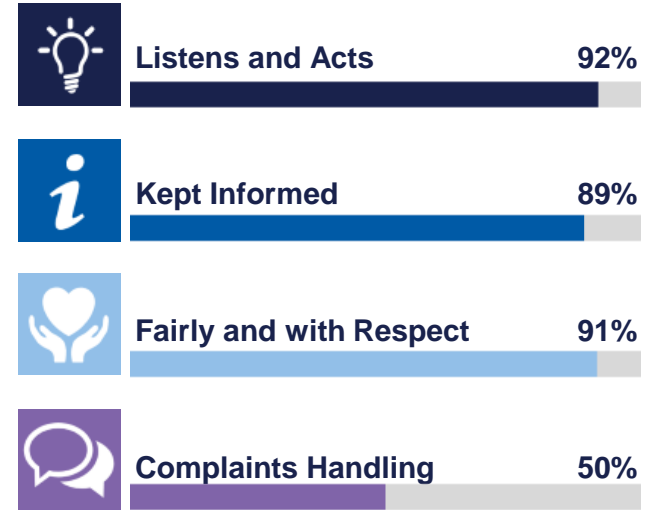 Listens and Acts 92%
Kept Informed 89%
Fairly and with Respect 91%
Complaints Handling 50%